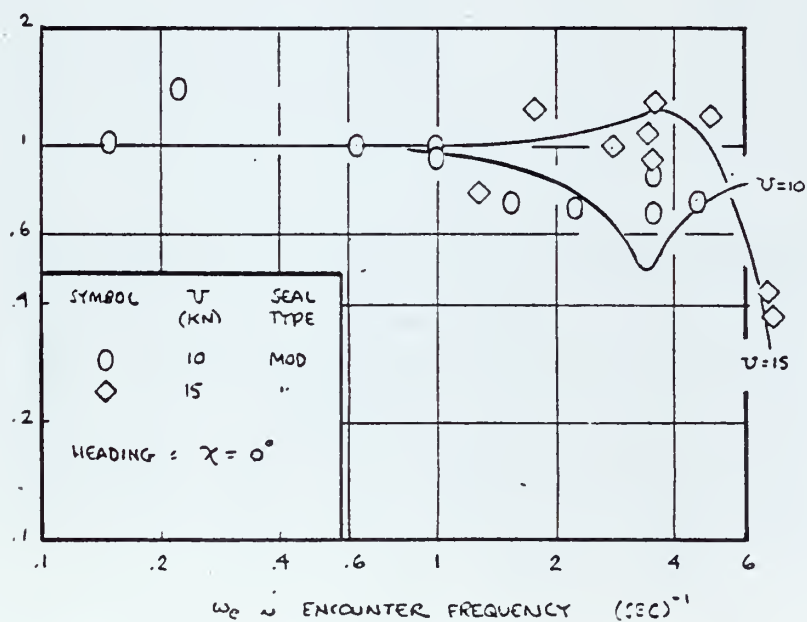 2
1
.6
.4
.2
.1
υ=10
υ=15
SYMBOL υ SEAL
(KN) TYPE
10 MOD
15 "
HEADING = χ = 0°
.1 .2 .4 .6 1 2 4 6
ωe ~ ENCOUNTER FREQUENCY (SEC)⁻¹